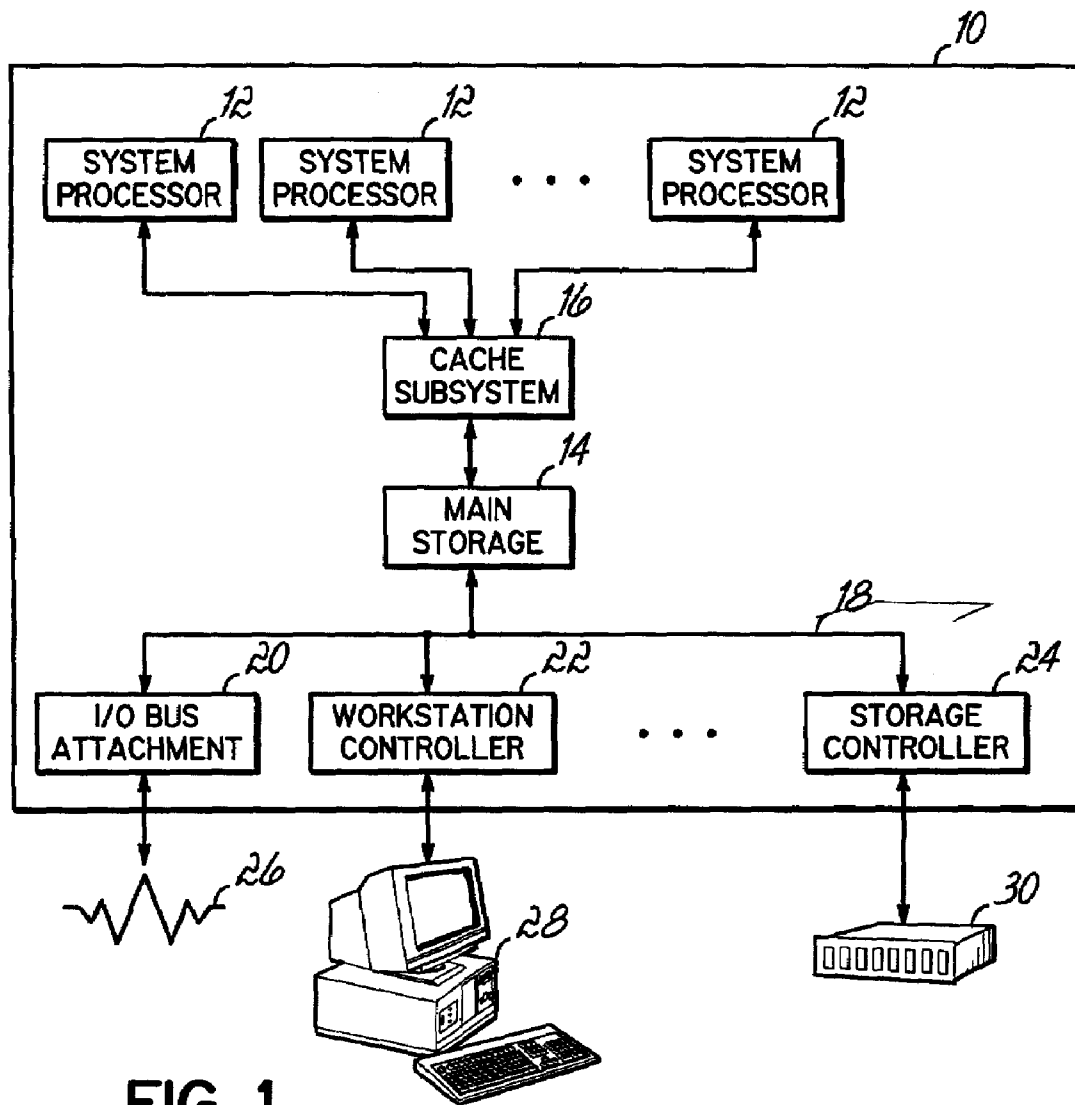 10
12
12
12
SYSTEM
PROCESSOR
SYSTEM
PROCESSOR
SYSTEM
PROCESSOR
16
CACHE
SUBSYSTEM
14
MAIN
STORAGE
18
20
22
24
I/O BUS
ATTACHMENT
WORKSTATION
CONTROLLER
STORAGE
CONTROLLER
26
28
30
FIG. 1